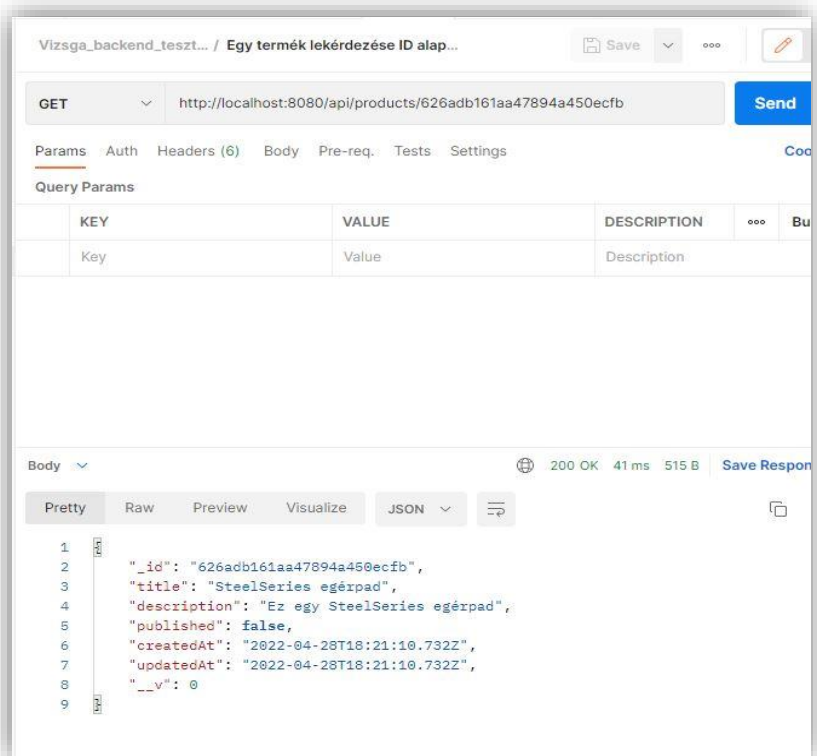 Vizsga_backend_teszt... / Egy termék lekérdezése ID alap... Save
GET http://localhost:8080/api/products/626adb161aa47894a450ecfb Send
Params Auth Headers (6) Body Pre-req. Tests Settings Coo
Query Params
KEY VALUE DESCRIPTION Bu
Key Value Description
Body 200 OK 41 ms 515 B Save Respon
Pretty Raw Preview Visualize JSON
1 {
2 "_id": "626adb161aa47894a450ecfb",
3 "title": "SteelSeries egérpad",
4 "description": "Ez egy SteelSeries egérpad",
5 "published": false,
6 "createdAt": "2022-04-28T18:21:10.732Z",
7 "updatedAt": "2022-04-28T18:21:10.732Z",
8 "__v": 0
9 }